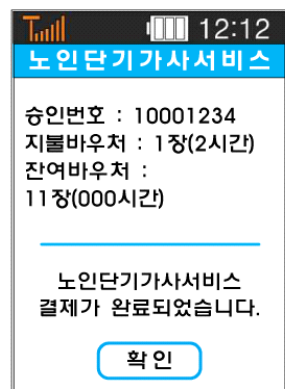 12:12
노인단기가사서비스
승인번호 : 10001234
지불바우처 : 1장(2시간)
잔여바우처 :
11장(000시간)
노인단기가사서비스
결제가 완료되었습니다.
확인